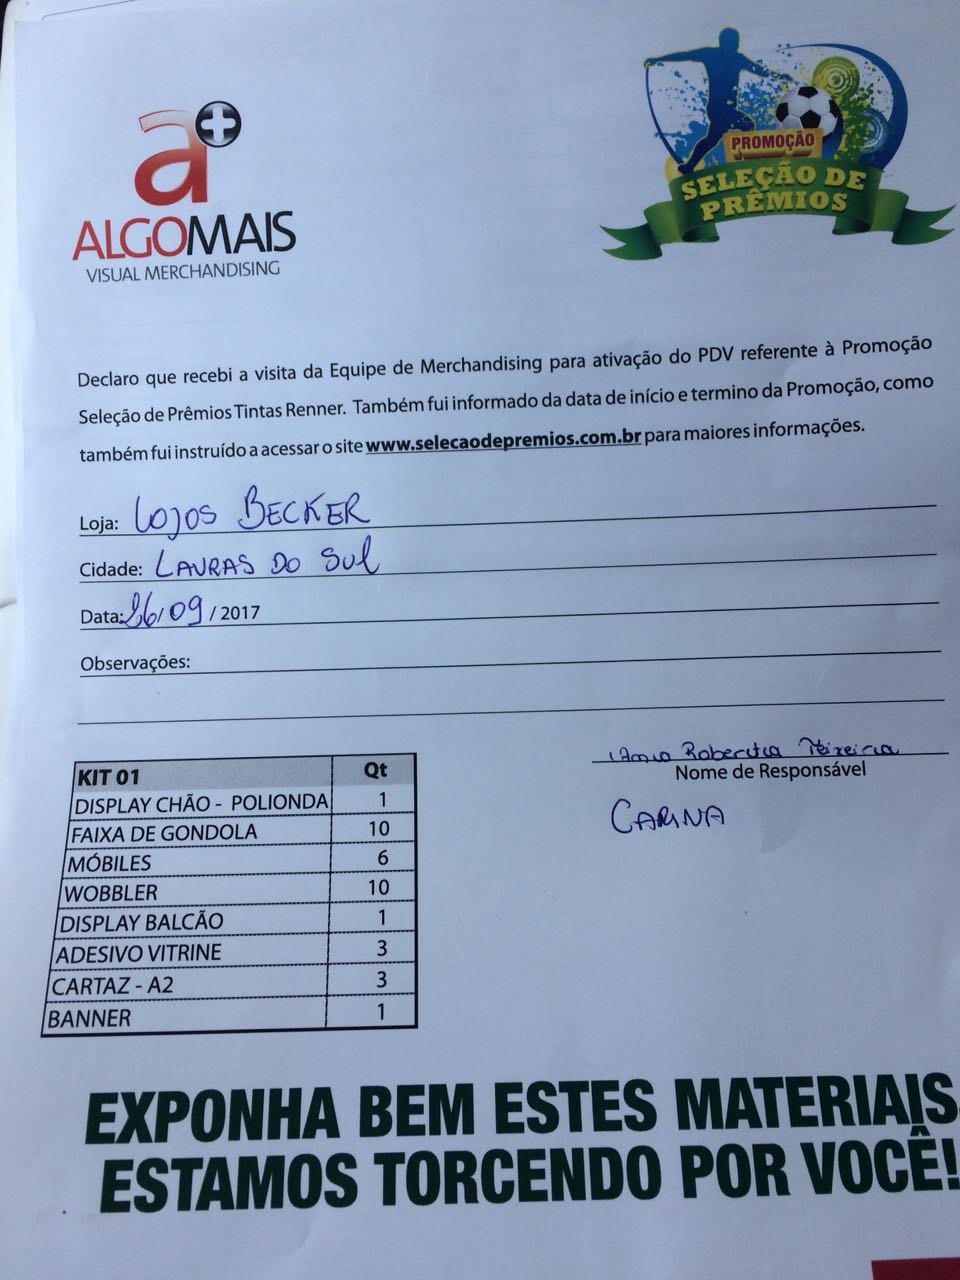 a+
ALGOMAIS
VISUAL MERCHANDISING
PROMOÇÃO
SELEÇÃO DE
PRÊMIOS
Declaro que recebi a visita da Equipe de Merchandising para ativação do PDV referente à Promoção
Seleção de Prêmios Tintas Renner. Também fui informado da data de início e termino da Promoção, como
também fui instruído a acessar o site www.selecaodepremios.com.br para maiores informações.
Loja: Lojas BECKER
Cidade: LAVRAS DO SUL
Data: 26/09/2017
Observações:
Teixeira
Nome de Responsável
CARINA
KIT 01 Qt
DISPLAY CHÃO - POLIONDA 1
FAIXA DE GONDOLA 10
MÓBILES 6
WOBBLER 10
DISPLAY BALCÃO 1
ADESIVO VITRINE 3
CARTAZ - A2 3
BANNER 1
EXPONHA BEM ESTES MATERIAIS
ESTAMOS TORCENDO POR VOCÊ!